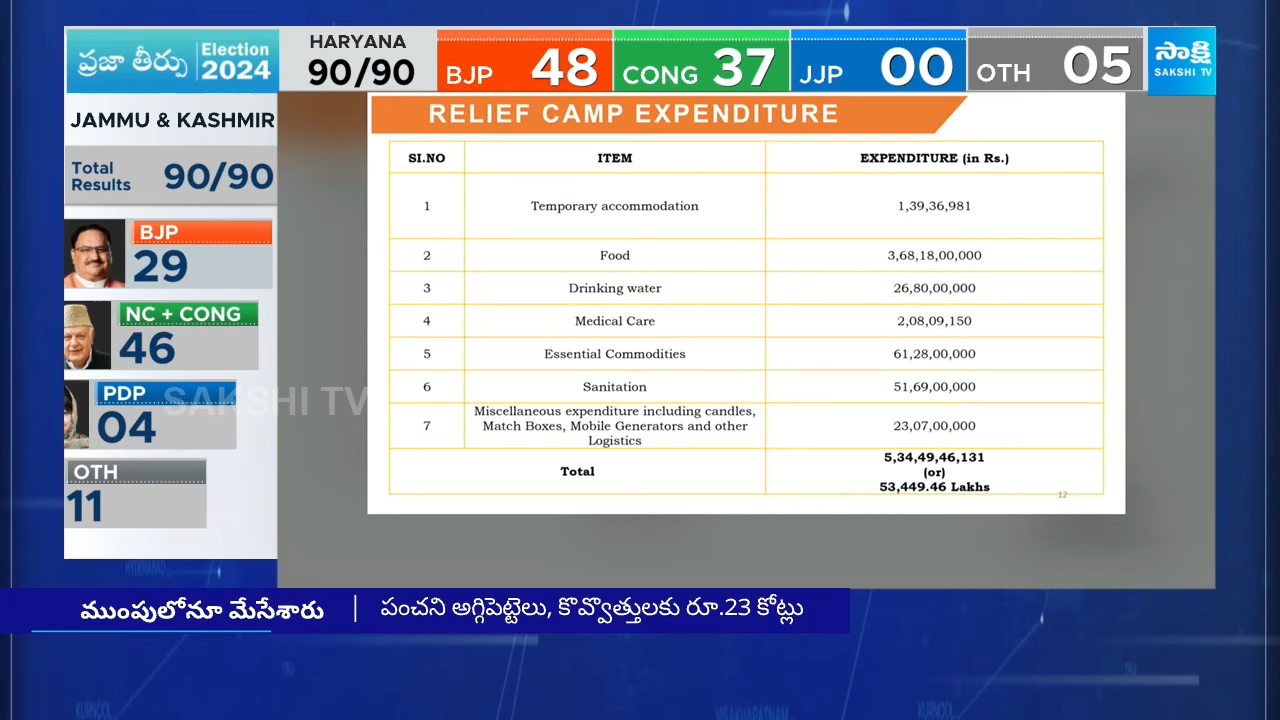 ప్రజా తీర్పు
Election
2024
HARYANA
90/90
BJP 48
CONG 37
JJP 00
OTH 05
సాక్షి
SAKSHI TV
JAMMU & KASHMIR
Total
Results
90/90
BJP
29
NC + CONG
46
PDP
04
OTH
11
RELIEF CAMP EXPENDITURE
SI.NO ITEM EXPENDITURE (in Rs.)
1 Temporary accommodation 1,39,36,981
2 Food 3,68,18,00,000
3 Drinking water 26,80,00,000
4 Medical Care 2,08,09,150
5 Essential Commodities 61,28,00,000
6 Sanitation 51,69,00,000
7 Miscellaneous expenditure including candles,
Match Boxes, Mobile Generators and other
Logistics
23,07,00,000
Total
5,34,49,46,131
(or)
53,449.46 Lakhs
12
SAKSHI TV
ముంపులోనూ మేసేశారు | పంచని అగ్గిపెట్టెలు, కొవ్వొత్తులకు రూ.23 కోట్లు
HYDERABAD
KURNOOL
VISAKHAPATNAM
KURNOOL